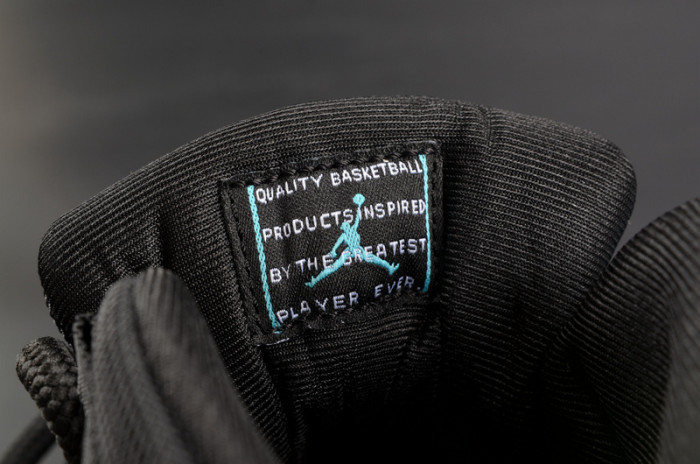 QUALITY BASKETBALL
PRODUCTS INSPIRED
BY THE GREATEST
PLAYER EVER.